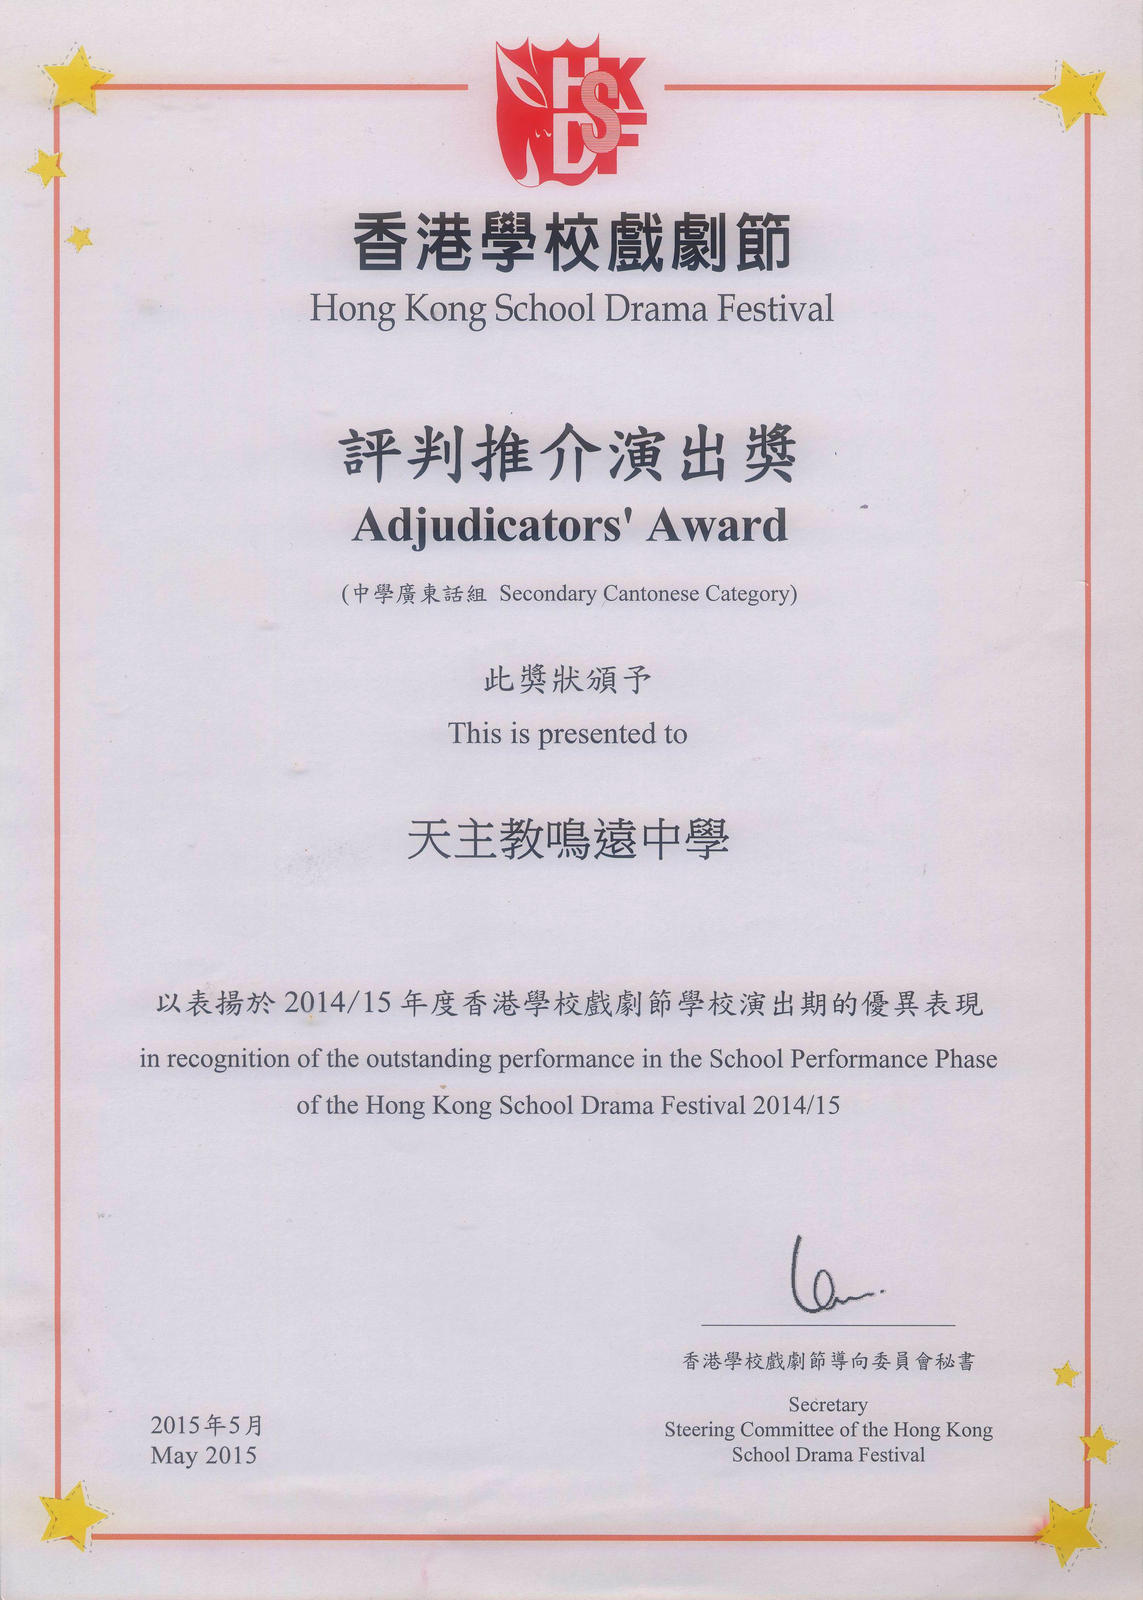 HKSDF
香港學校戲劇節
Hong Kong School Drama Festival
評判推介演出獎
Adjudicators' Award
(中學廣東話組 Secondary Cantonese Category)
此獎狀頒予
This is presented to
天主教鳴遠中學
以表揚於 2014/15 年度香港學校戲劇節學校演出期的優異表現
in recognition of the outstanding performance in the School Performance Phase
of the Hong Kong School Drama Festival 2014/15
香港學校戲劇節導向委員會秘書
Secretary
Steering Committee of the Hong Kong
School Drama Festival
2015年5月
May 2015